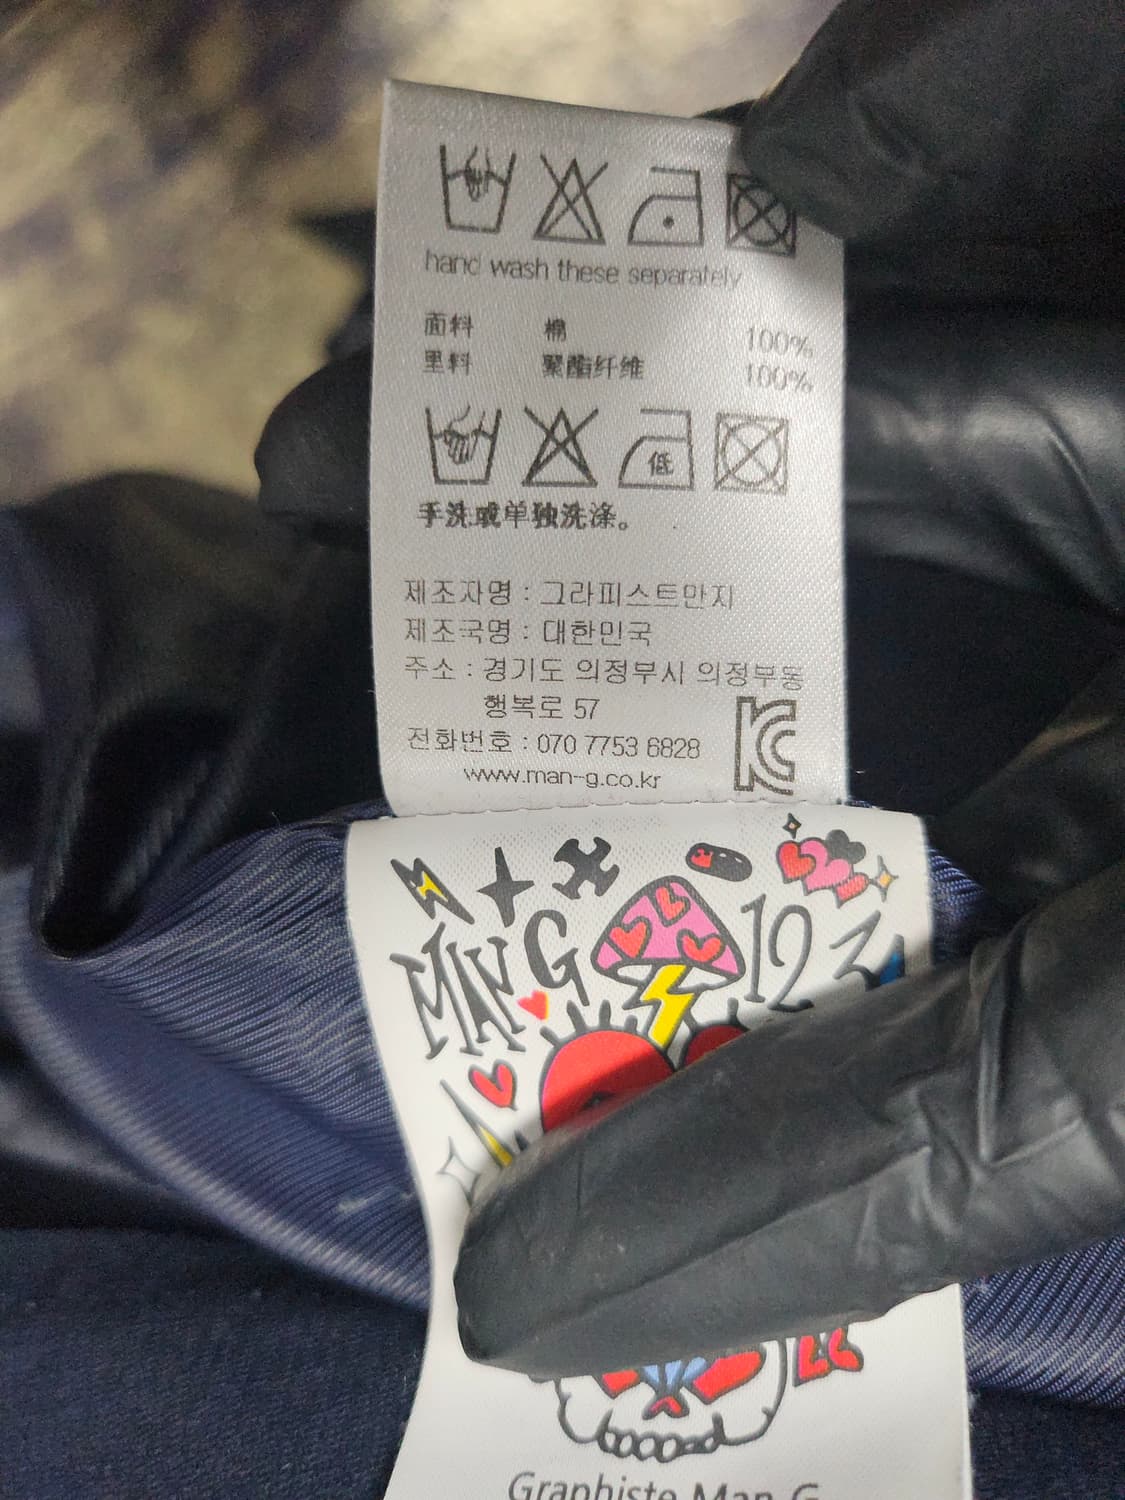 hand wash these separately
面料 棉 100%
里料 聚酯纤维 100%
低
手洗或单独洗涤。
제조자명 : 그라피스트만지
제조국명 : 대한민국
주소 : 경기도 의정부시 의정부동
행복로 57
전화번호 : 070 7753 6828
www.man-g.co.kr
MAN G 123
Graphiste Man-G